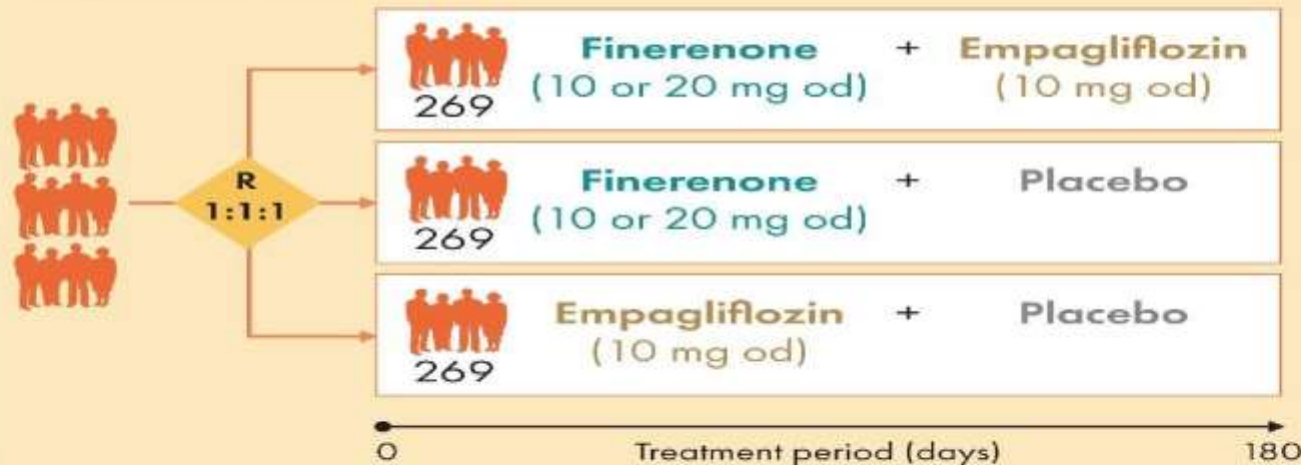 Finerenone + Empagliflozin
(10 or 20 mg od) (10 mg od)
269
R
1:1:1
Finerenone + Placebo
(10 or 20 mg od)
269
Empagliflozin + Placebo
(10 mg od)
269
0 Treatment period (days) 180